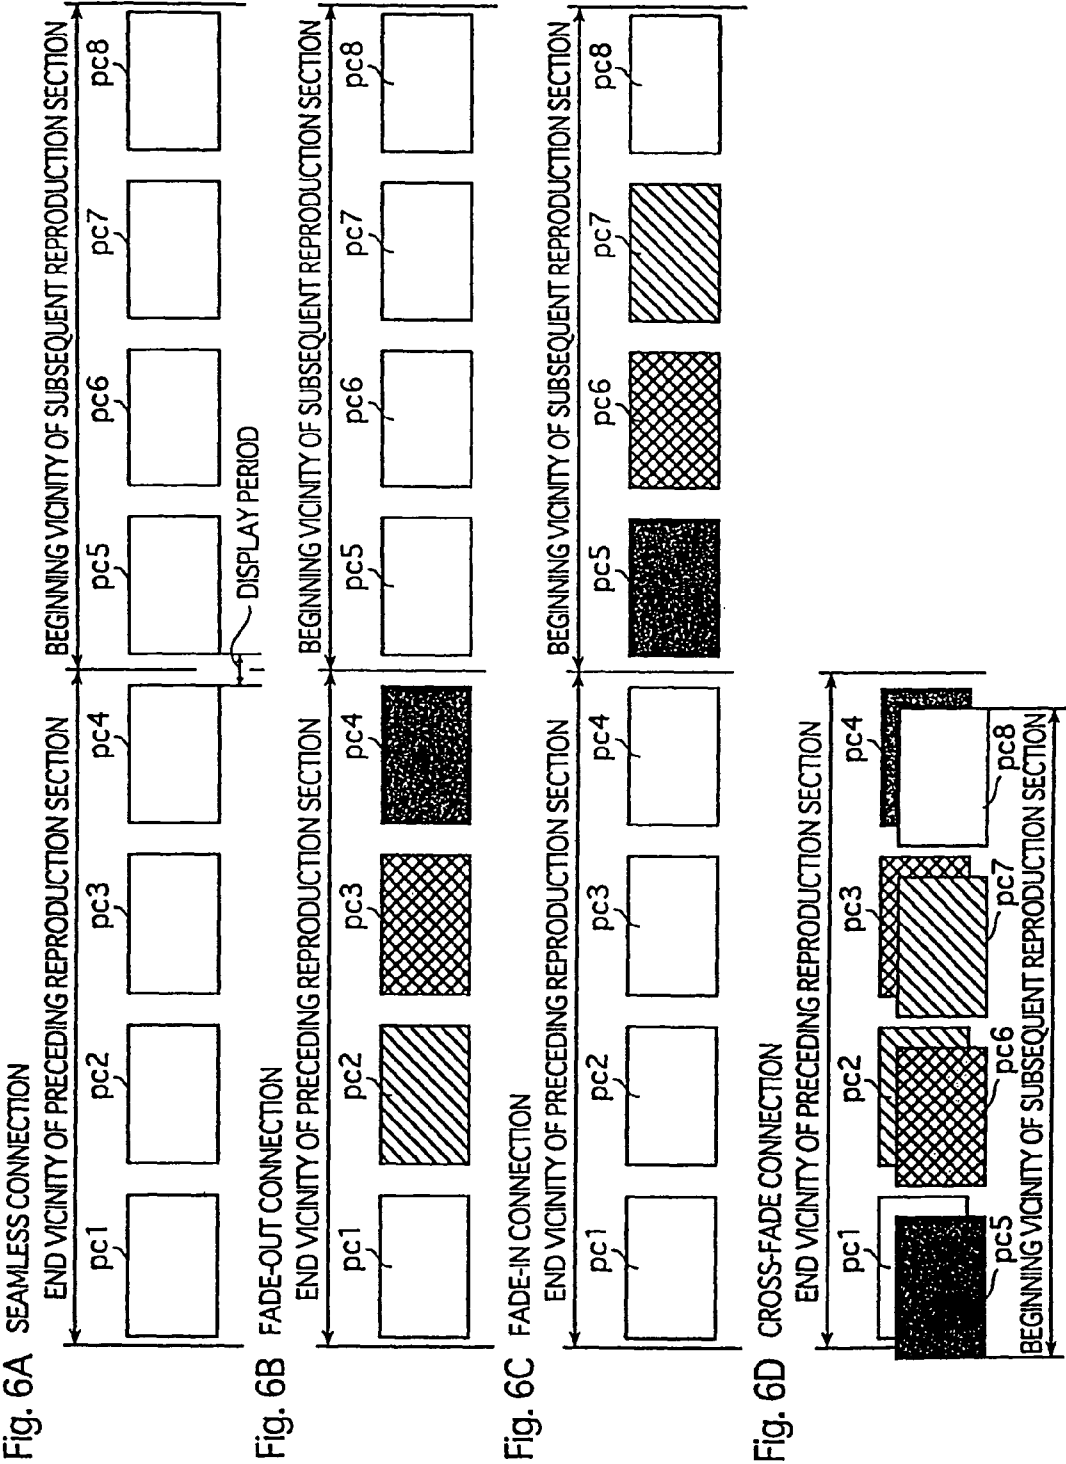 Fig. 6A SEAMLESS CONNECTION
END VICINITY OF PRECEDING REPRODUCTION SECTION
BEGINNING VICINITY OF SUBSEQUENT REPRODUCTION SECTION
pc1 pc2 pc3 pc4 pc5 pc6 pc7 pc8
DISPLAY PERIOD
Fig. 6B FADE-OUT CONNECTION
END VICINITY OF PRECEDING REPRODUCTION SECTION
BEGINNING VICINITY OF SUBSEQUENT REPRODUCTION SECTION
pc1 pc2 pc3 pc4 pc5 pc6 pc7 pc8
Fig. 6C FADE-IN CONNECTION
END VICINITY OF PRECEDING REPRODUCTION SECTION
BEGINNING VICINITY OF SUBSEQUENT REPRODUCTION SECTION
pc1 pc2 pc3 pc4 pc5 pc6 pc7 pc8
Fig. 6D CROSS-FADE CONNECTION
END VICINITY OF PRECEDING REPRODUCTION SECTION
pc1 pc2 pc3 pc4
pc5 pc6 pc7 pc8
BEGINNING VICINITY OF SUBSEQUENT REPRODUCTION SECTION